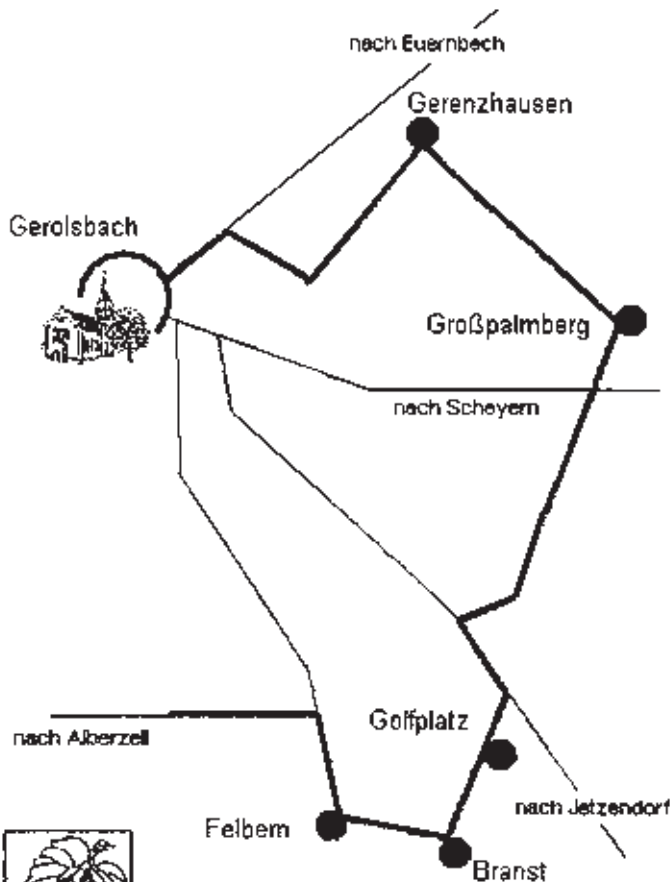 nach Euernbach
Gerenzhausen
Gerolsbach
Großpalmberg
nach Scheyern
Golfplatz
nach Alberzell
nach Jetzendorf
Felbern
Branst